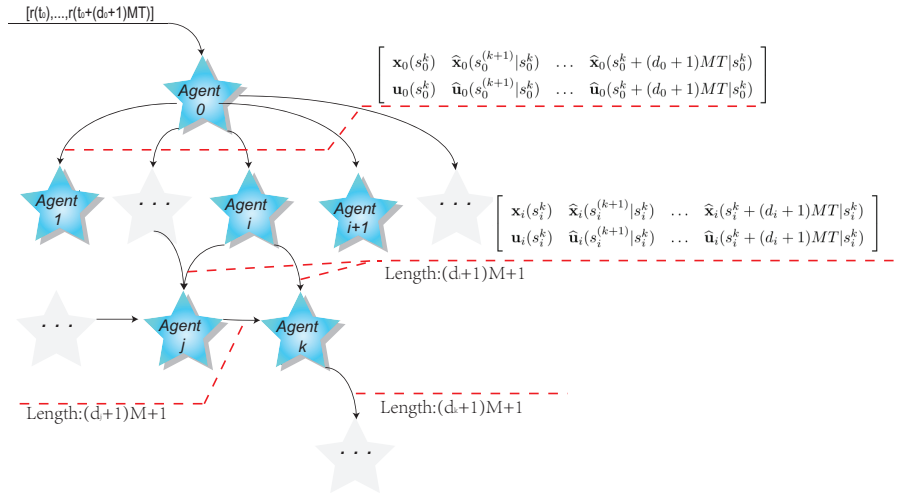 [r(t₀),...,r(t₀+(d₀+1)MT)]
x₀(s₀ᵏ) x̂₀(s₀⁽ᵏ⁺¹⁾|s₀ᵏ) ... x̂₀(s₀ᵏ + (d₀ + 1)MT|s₀ᵏ)
u₀(s₀ᵏ) û₀(s₀⁽ᵏ⁺¹⁾|s₀ᵏ) ... û₀(s₀ᵏ + (d₀ + 1)MT|s₀ᵏ)
Agent
0
Agent
1
...
Agent
i
Agent
i+1
...
xᵢ(sᵢᵏ) x̂ᵢ(sᵢ⁽ᵏ⁺¹⁾|sᵢᵏ) ... x̂ᵢ(sᵢᵏ + (dᵢ + 1)MT|sᵢᵏ)
uᵢ(sᵢᵏ) ûᵢ(sᵢ⁽ᵏ⁺¹⁾|sᵢᵏ) ... ûᵢ(sᵢᵏ + (dᵢ + 1)MT|sᵢᵏ)
Length:(dᵢ+1)M+1
...
Agent
j
Agent
k
Length:(dⱼ+1)M+1
Length:(dₖ+1)M+1
...